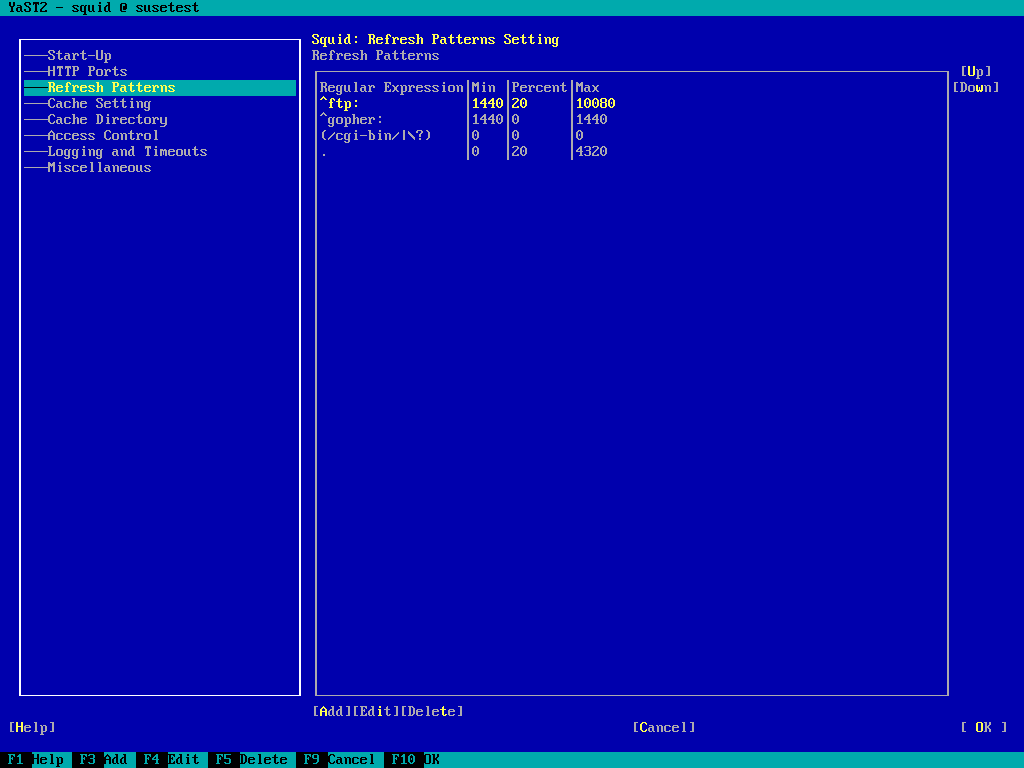 YaST2 - squid @ susetest
Squid: Refresh Patterns Setting
Start-Up
Refresh Patterns
HTTP Ports
[Up]
Refresh Patterns
Regular Expression|Min |Percent|Max
[Down]
Cache Setting
^ftp: |1440|20 |10080
Cache Directory
^gopher: |1440|0 |1440
Access Control
(/cgi-bin/|\?) |0 |0 |0
Logging and Timeouts
. |0 |20 |4320
Miscellaneous
[Add][Edit][Delete]
[Help] [Cancel] [ OK ]
F1 Help F3 Add F4 Edit F5 Delete F9 Cancel F10 OK